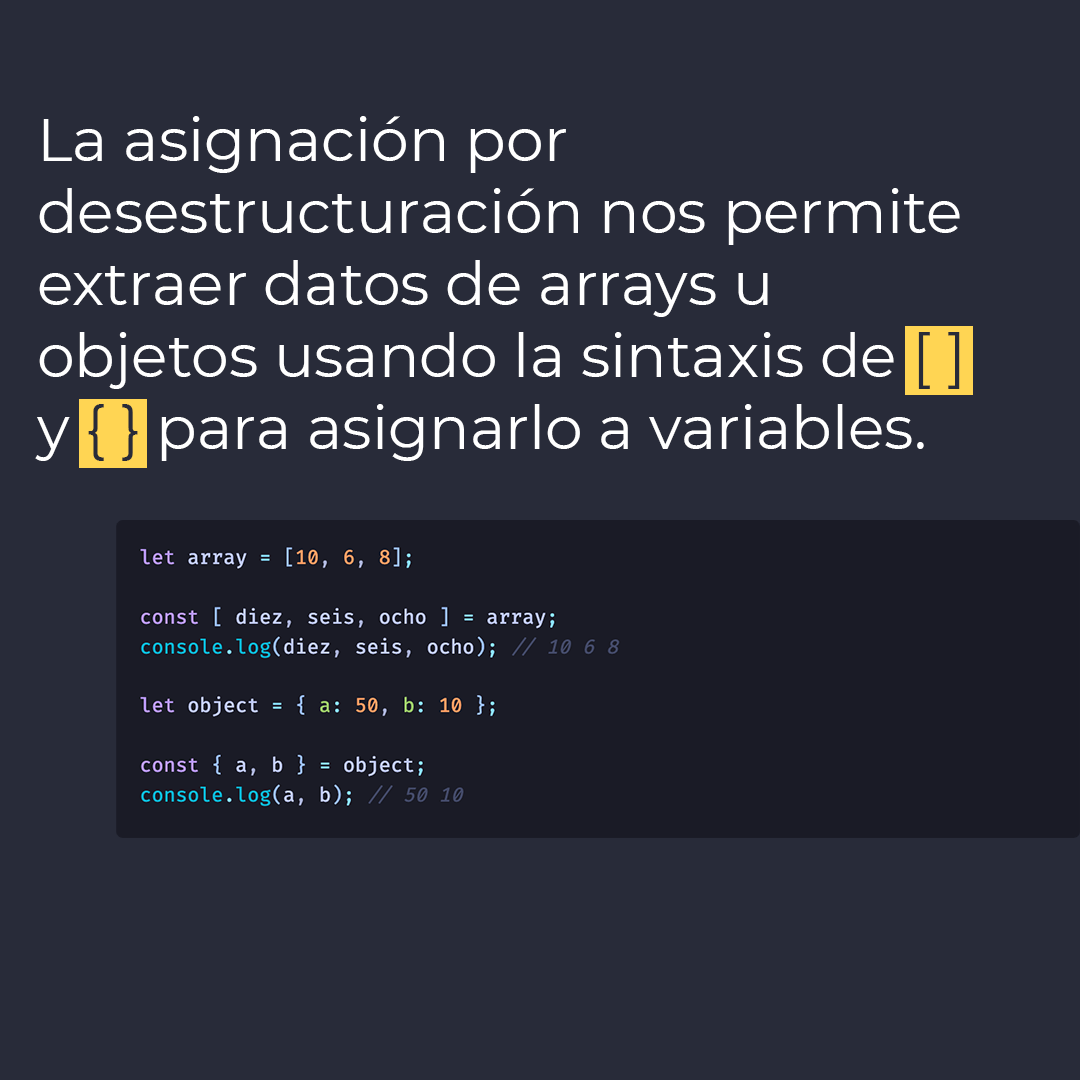 La asignación por
desestructuración nos permite
extraer datos de arrays u
objetos usando la sintaxis de [ ]
y { } para asignarlo a variables.
let array = [10, 6, 8];
const [ diez, seis, ocho ] = array;
console.log(diez, seis, ocho); // 10 6 8
let object = { a: 50, b: 10 };
const { a, b } = object;
console.log(a, b); // 50 10